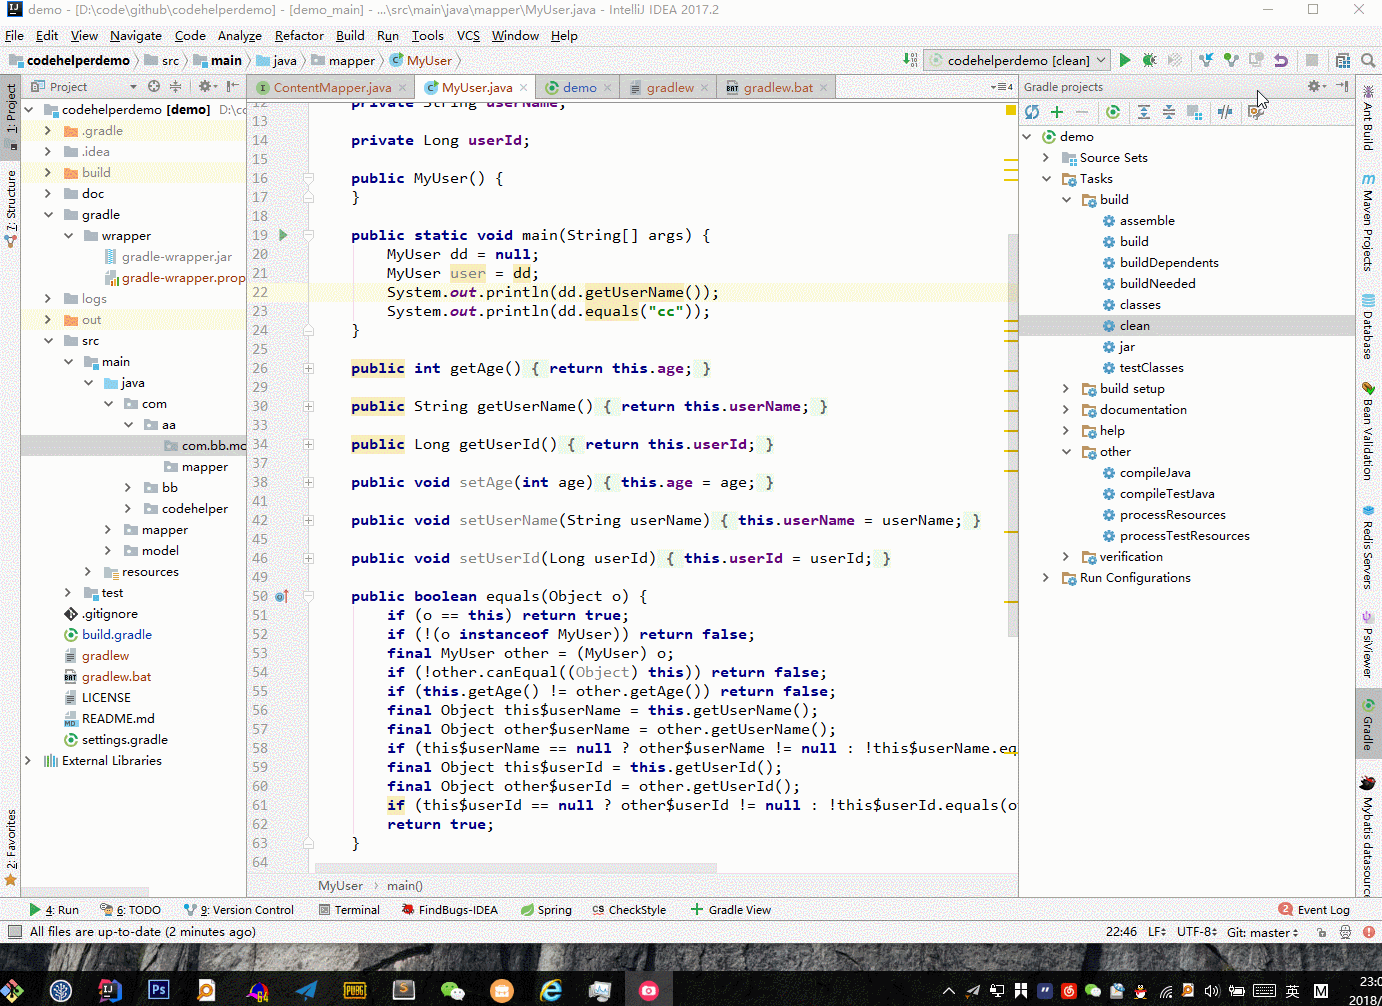 demo - [D:\code\github\codehelperdemo] - [demo_main] - ...\src\main\java\mapper\MyUser.java - IntelliJ IDEA 2017.2
File Edit View Navigate Code Analyze Refactor Build Run Tools VCS Window Help
codehelperdemo src main java mapper MyUser
codehelperdemo [clean]
Project
ContentMapper.java MyUser.java demo gradlew gradlew.bat
4
Gradle projects
1: Project
7: Structure
2: Favorites
codehelperdemo [demo] D:\co
.gradle
.idea
build
doc
gradle
wrapper
gradle-wrapper.jar
gradle-wrapper.prop
logs
out
src
main
java
com
aa
com.bb.mo
mapper
bb
codehelper
mapper
model
resources
test
.gitignore
build.gradle
gradlew
gradlew.bat
LICENSE
README.md
settings.gradle
External Libraries
12 private String userName;
13
14 private Long userId;
15
16 public MyUser() {
17 }
18
19 public static void main(String[] args) {
20 MyUser dd = null;
21 MyUser user = dd;
22 System.out.println(dd.getUserName());
23 System.out.println(dd.equals("cc"));
24 }
25
26 public int getAge() { return this.age; }
29
30 public String getUserName() { return this.userName; }
33
34 public Long getUserId() { return this.userId; }
37
38 public void setAge(int age) { this.age = age; }
41
42 public void setUserName(String userName) { this.userName = userName; }
45
46 public void setUserId(Long userId) { this.userId = userId; }
49
50 public boolean equals(Object o) {
51 if (o == this) return true;
52 if (!(o instanceof MyUser)) return false;
53 final MyUser other = (MyUser) o;
54 if (!other.canEqual((Object) this)) return false;
55 if (this.getAge() != other.getAge()) return false;
56 final Object this$userName = this.getUserName();
57 final Object other$userName = other.getUserName();
58 if (this$userName == null ? other$userName != null : !this$userName.eq
59 final Object this$userId = this.getUserId();
60 final Object other$userId = other.getUserId();
61 if (this$userId == null ? other$userId != null : !this$userId.equals(o
62 return true;
63 }
64
MyUser main()
demo
Source Sets
Tasks
build
assemble
build
buildDependents
buildNeeded
classes
clean
jar
testClasses
build setup
documentation
help
other
compileJava
compileTestJava
processResources
processTestResources
verification
Run Configurations
Ant Build
Maven Projects
Database
Bean Validation
Redis Servers
PsiViewer
Gradle
Mybatis datasource
4: Run 6: TODO 9: Version Control Terminal FindBugs-IDEA Spring CheckStyle Gradle View 2 Event Log
All files are up-to-date (2 minutes ago) 22:46 LF UTF-8 Git: master
Ps PUBG S 英 M
23:0
2018/